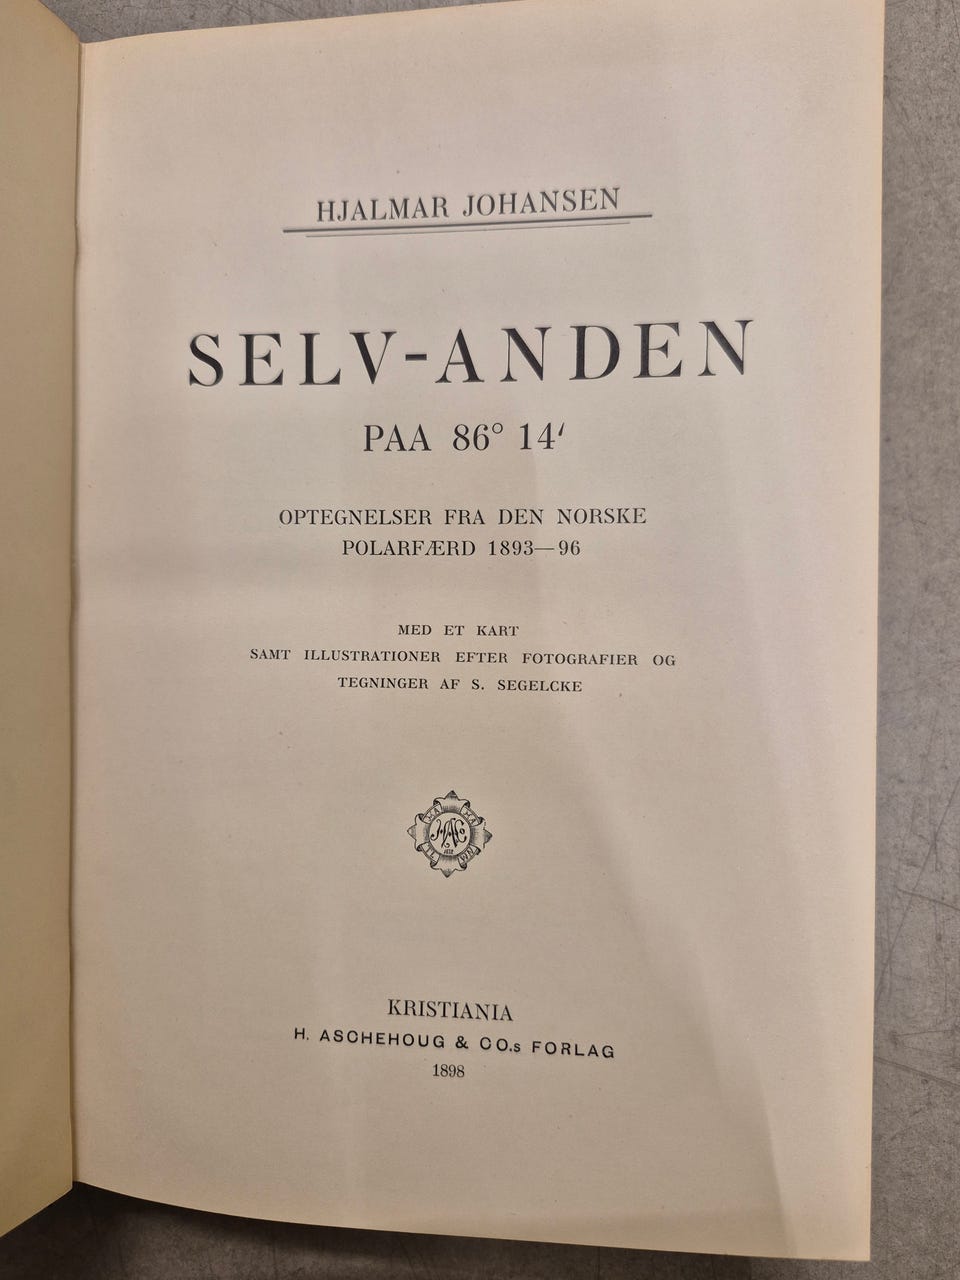 HJALMAR JOHANSEN
SELV-ANDEN
PAA 86° 14′
OPTEGNELSER FRA DEN NORSKE
POLARFÆRD 1893—96
MED ET KART
SAMT ILLUSTRATIONER EFTER FOTOGRAFIER OG
TEGNINGER AF S. SEGELCKE
KRISTIANIA
H. ASCHEHOUG & CO.s FORLAG
1898